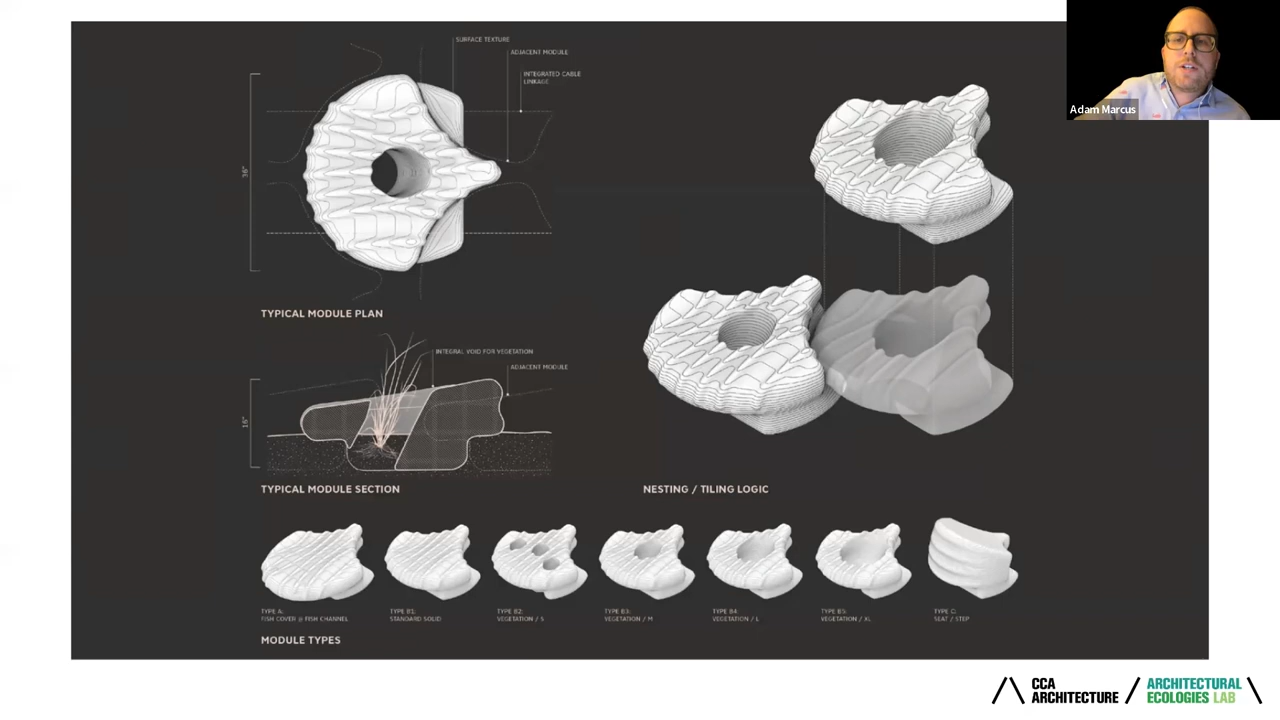 SURFACE TEXTURE
ADJACENT MODULE
INTEGRATED CABLE
LINKAGE
36"
TYPICAL MODULE PLAN
INTEGRAL VOID FOR VEGETATION
ADJACENT MODULE
16"
TYPICAL MODULE SECTION
NESTING / TILING LOGIC
TYPE A:
FISH COVER @ FISH CHANNEL
TYPE B1:
STANDARD SOLID
TYPE B2:
VEGETATION / S
TYPE B3:
VEGETATION / M
TYPE B4:
VEGETATION / L
TYPE B5:
VEGETATION / XL
TYPE C:
SEAT / STEP
MODULE TYPES
Adam Marcus
CCA
ARCHITECTURE
ARCHITECTURAL
ECOLOGIES LAB